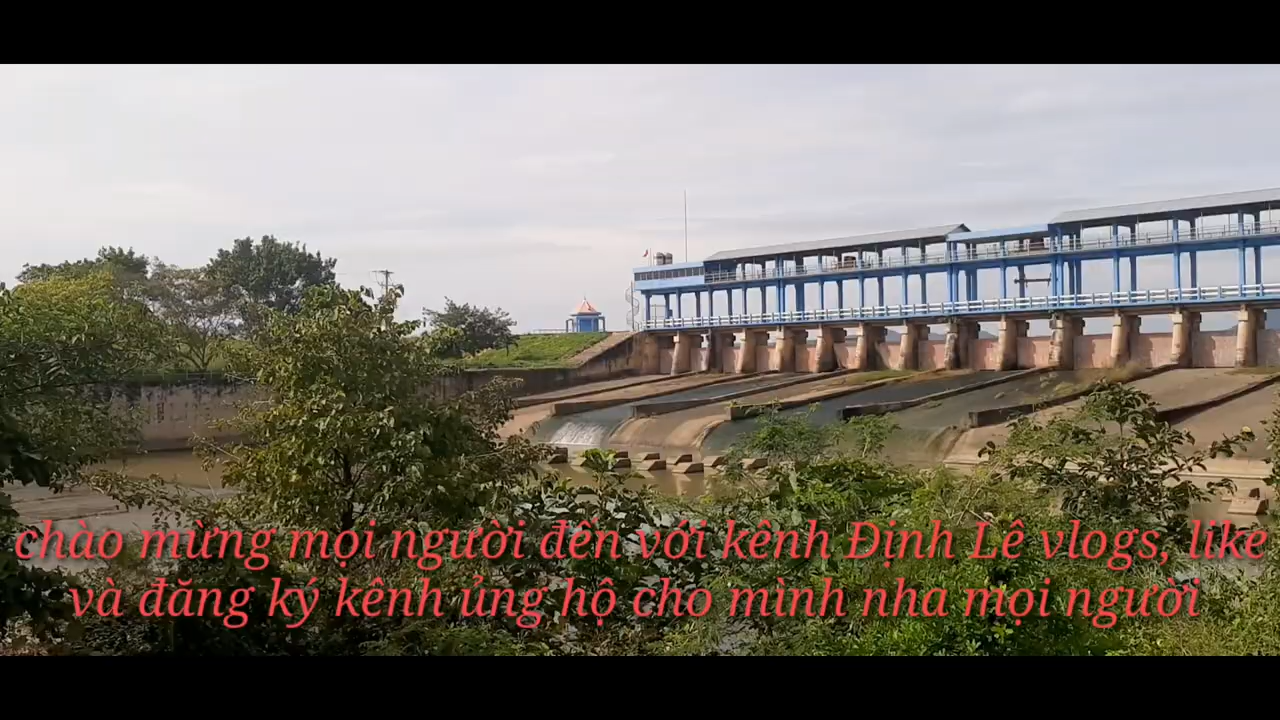 chào mừng mọi người đến với kênh Định Lê vlogs, like
và đăng ký kênh ủng hộ cho mình nha mọi người